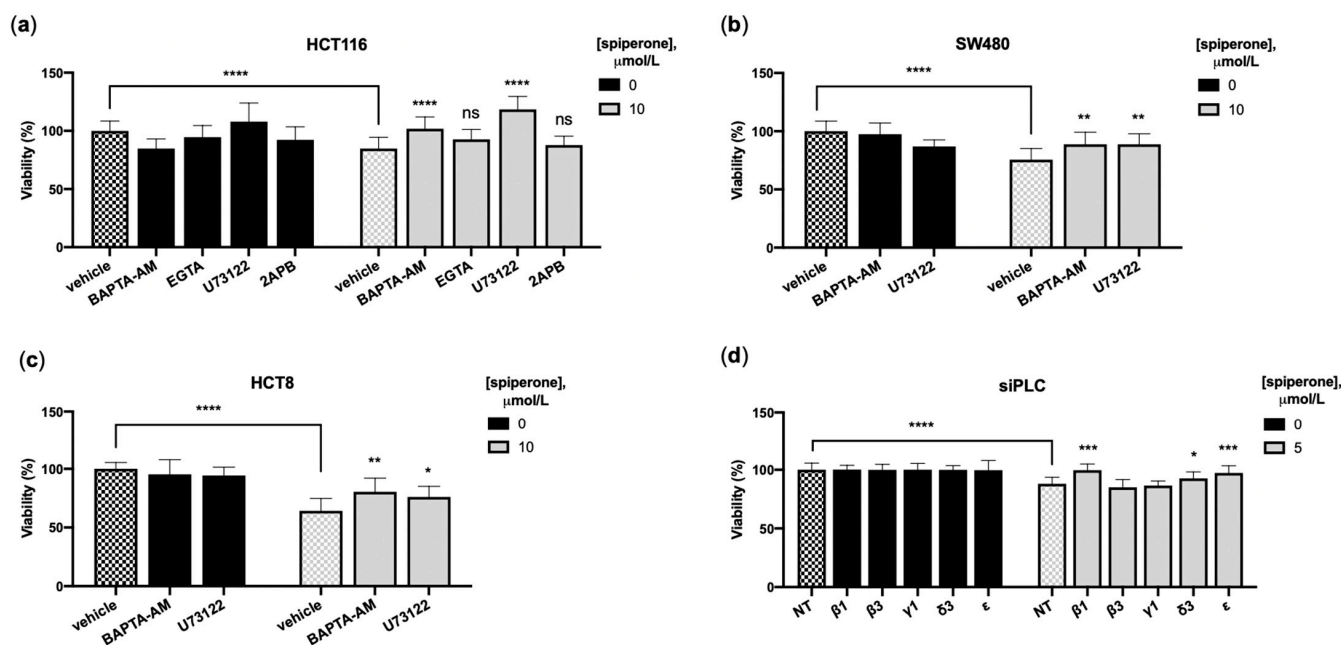 (a)
HCT116
[spiperone],
μmol/L
0
10
Viability (%)
150
100
50
0
****
****
ns
****
ns
vehicle
BAPTA-AM
EGTA
U73122
2APB
vehicle
BAPTA-AM
EGTA
U73122
2APB
(b)
SW480
[spiperone],
μmol/L
0
10
Viability (%)
150
100
50
0
****
**
**
vehicle
BAPTA-AM
U73122
vehicle
BAPTA-AM
U73122
(c)
HCT8
[spiperone],
μmol/L
0
10
Viability (%)
150
100
50
0
****
**
*
vehicle
BAPTA-AM
U73122
vehicle
BAPTA-AM
U73122
(d)
siPLC
[spiperone],
μmol/L
0
5
Viability (%)
150
100
50
0
****
***
*
***
NT
β1
β3
γ1
δ3
ε
NT
β1
β3
γ1
δ3
ε